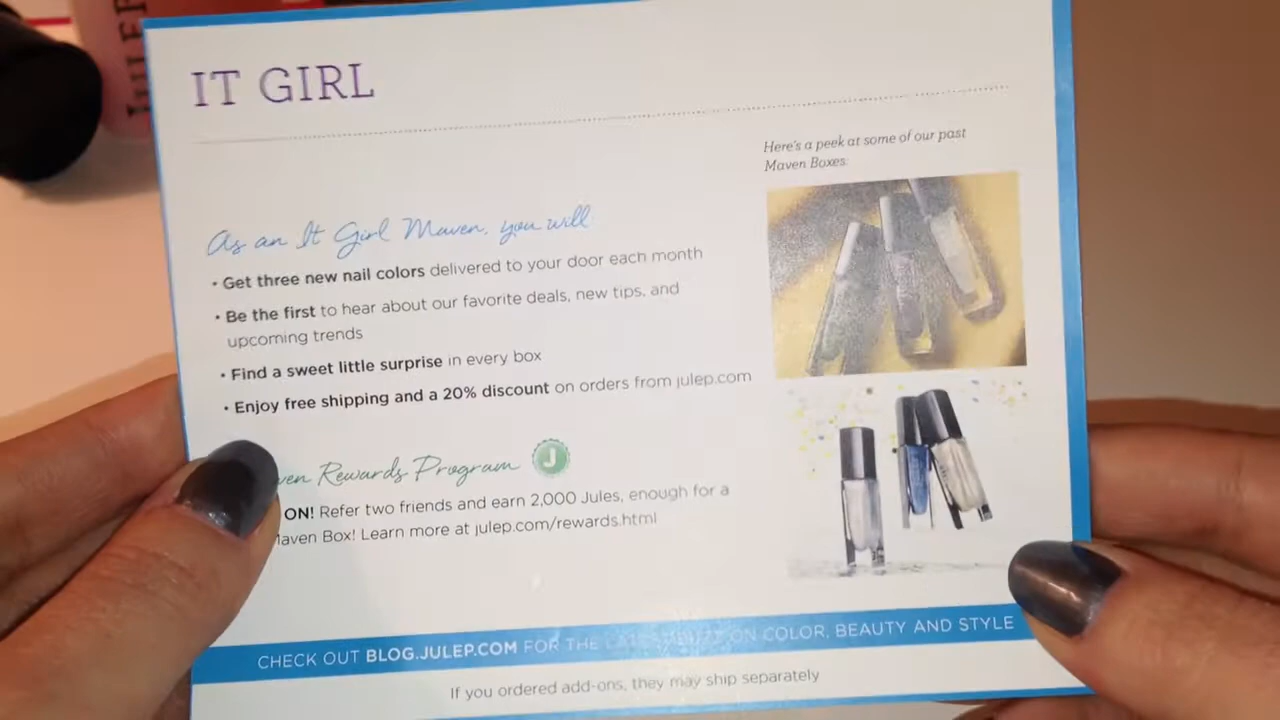 JULEP
IT GIRL
Here's a peek at some of our past
Maven Boxes:
As an It Girl Maven, you will
• Get three new nail colors delivered to your door each month
• Be the first to hear about our favorite deals, new tips, and
upcoming trends
• Find a sweet little surprise in every box
• Enjoy free shipping and a 20% discount on orders from julep.com
Rewards Program
J
ON! Refer two friends and earn 2,000 Jules, enough for a
Box! Learn more at julep.com/rewards.html
CHECK OUT BLOG.JULEP.COM FOR THE LATEST BUZZ ON COLOR, BEAUTY AND STYLE
If you ordered add-ons, they may ship separately